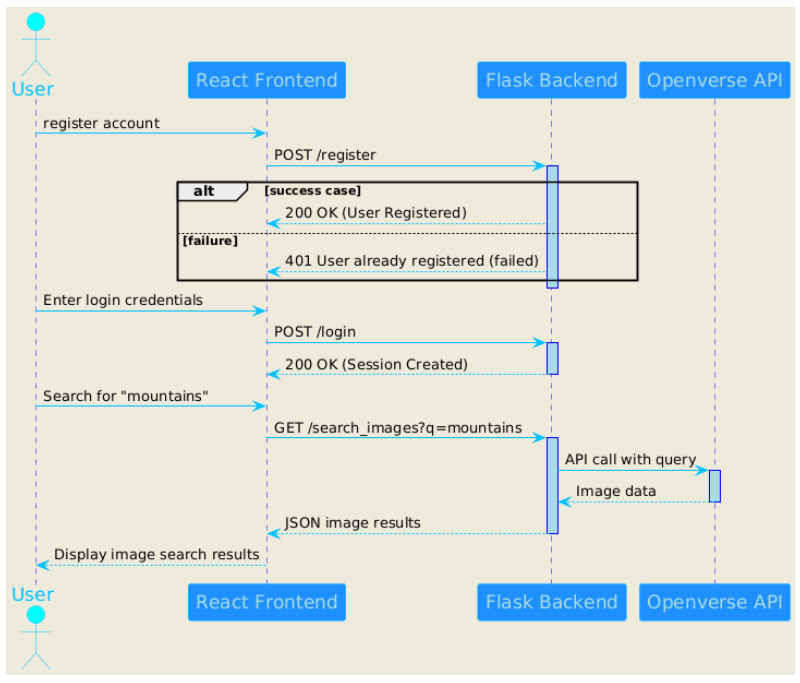 User
React Frontend
Flask Backend
Openverse API
register account
POST /register
alt
[success case]
200 OK (User Registered)
[failure]
401 User already registered (failed)
Enter login credentials
POST /login
200 OK (Session Created)
Search for "mountains"
GET /search_images?q=mountains
API call with query
Image data
JSON image results
Display image search results
User
React Frontend
Flask Backend
Openverse API